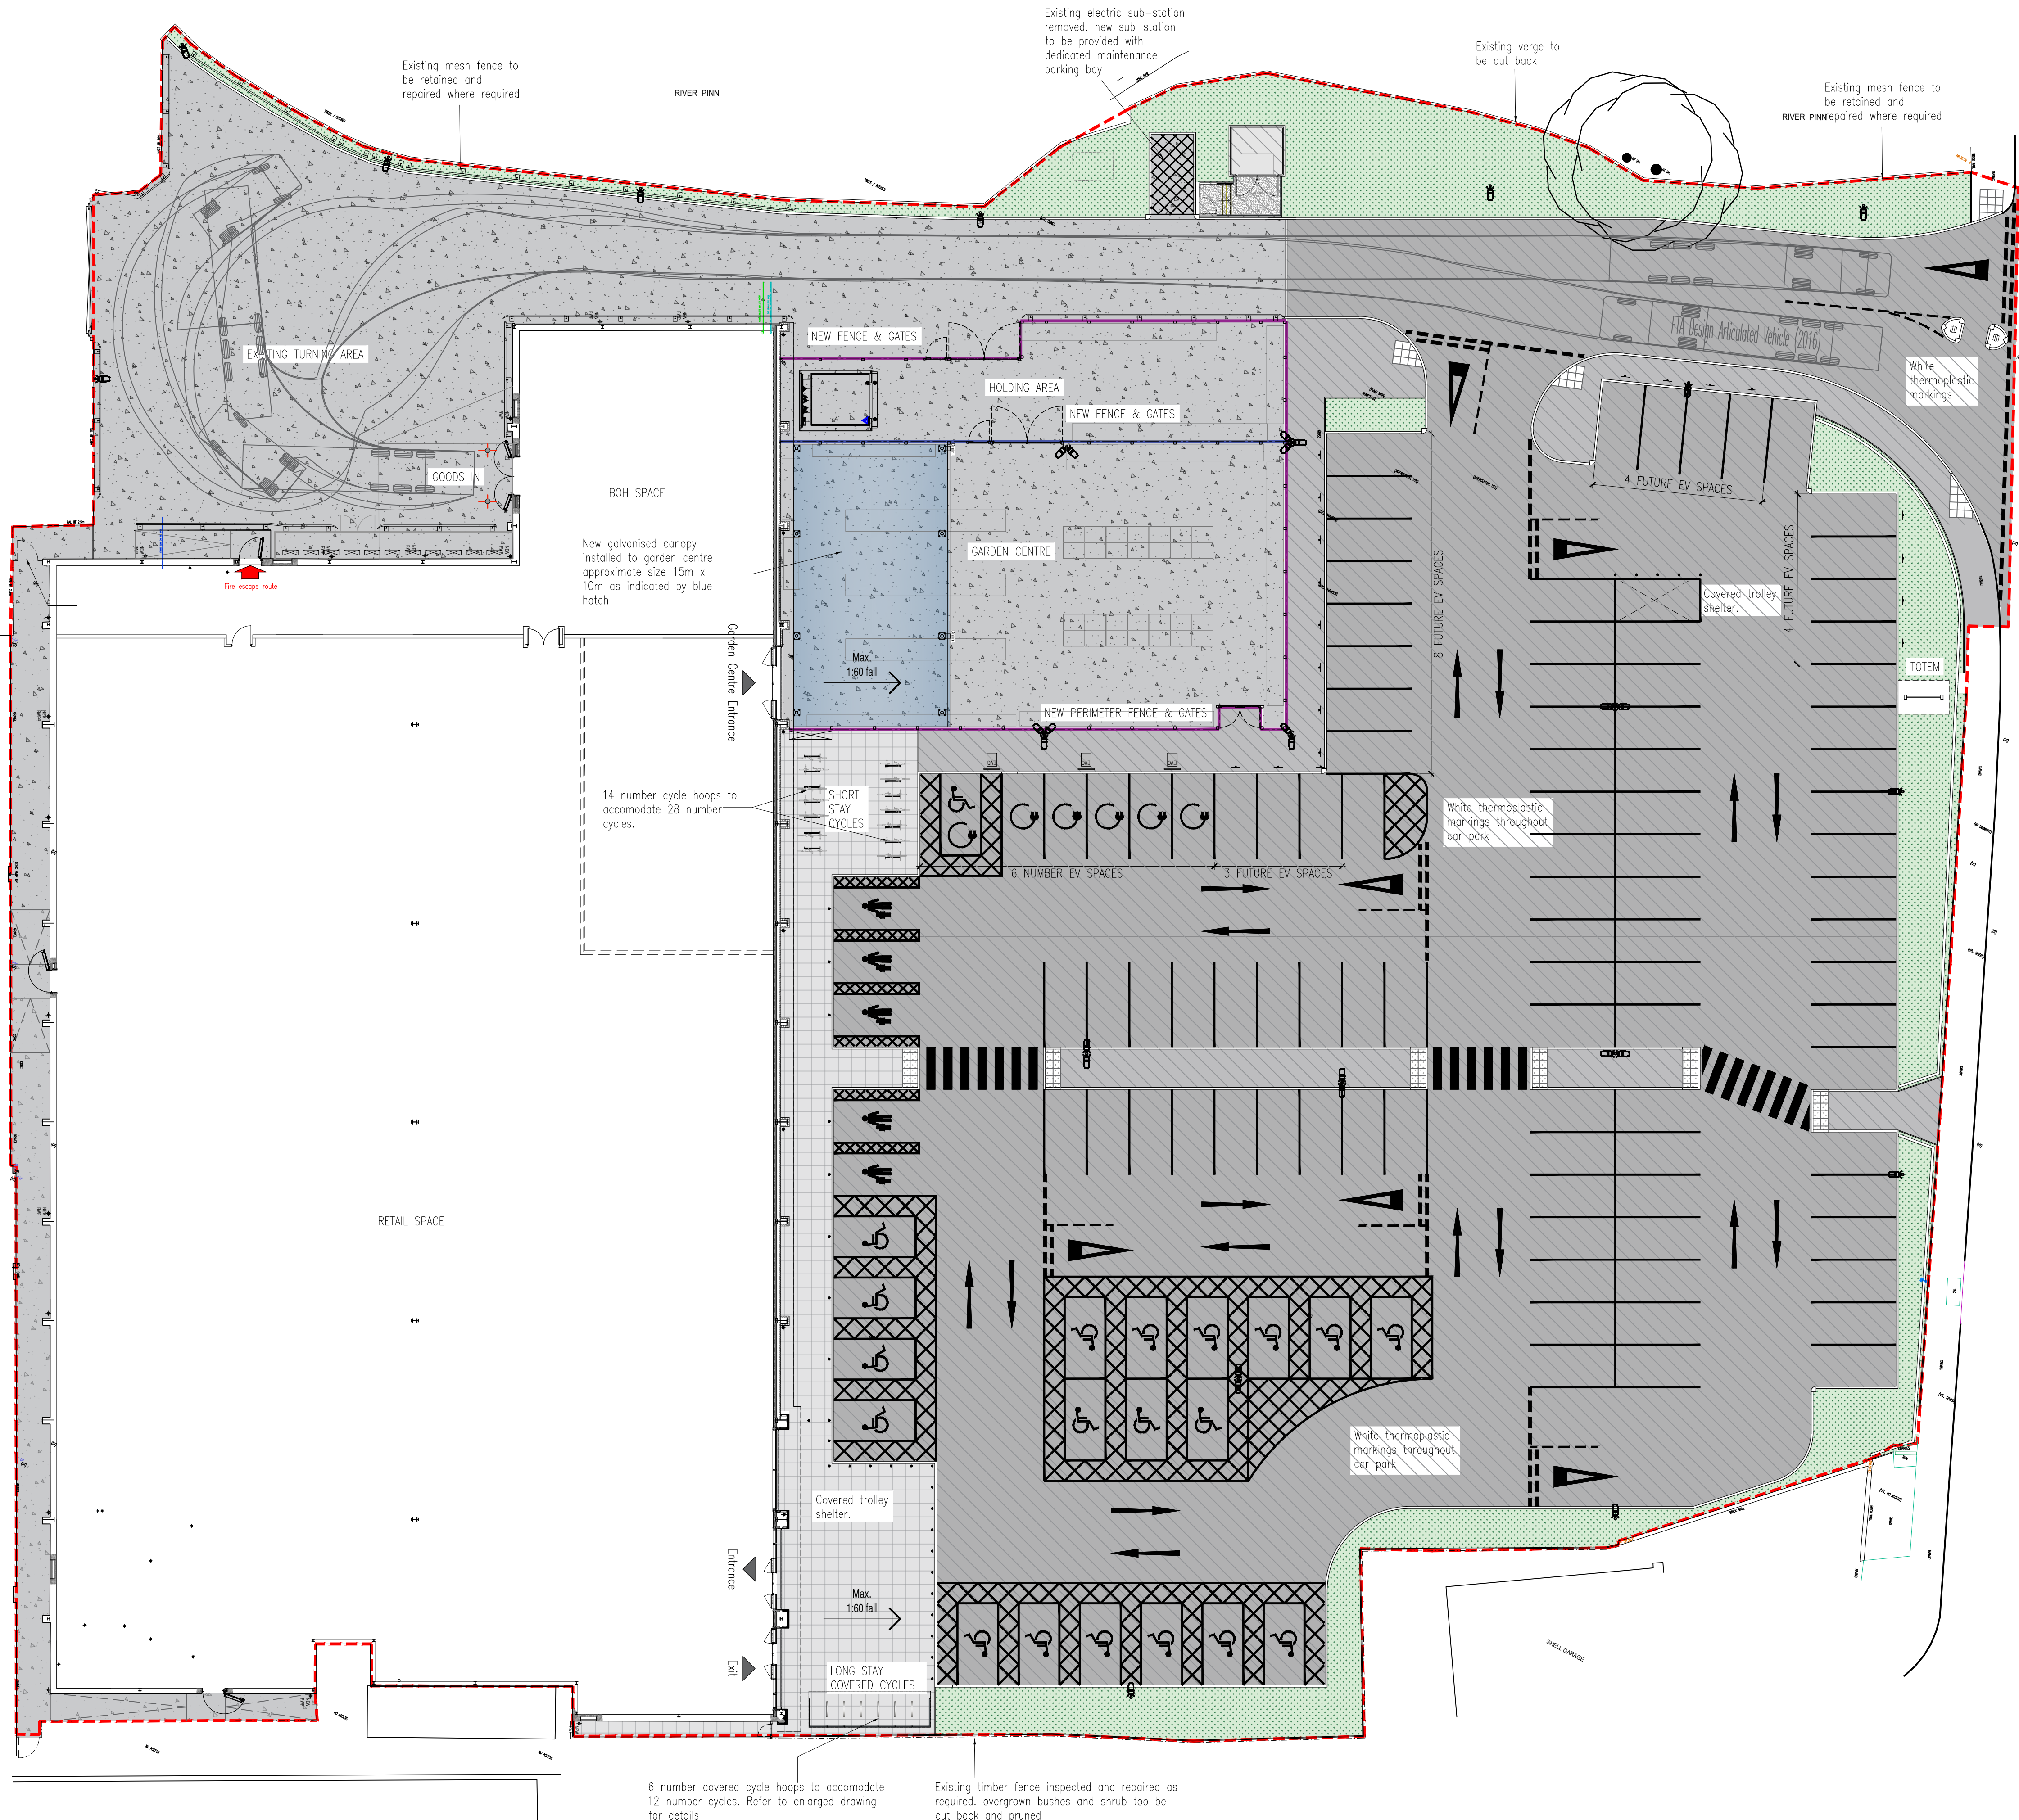 Existing electric sub-station
removed. new sub-station
to be provided with
dedicated maintenance
parking bay
Existing verge to
be cut back
Existing mesh fence to
be retained and
repaired where required
RIVER PINN
Existing mesh fence to
be retained and
repaired where required
RIVER PINN
EXISTING TURNING AREA
GOODS IN
Fire escape route
NEW FENCE & GATES
HOLDING AREA
NEW FENCE & GATES
FTA Design Articulated Vehicle (2016)
White
thermoplastic
markings
BOH SPACE
New galvanised canopy
installed to garden centre
approximate size 15m x
10m as indicated by blue
hatch
GARDEN CENTRE
4 FUTURE EV SPACES
8 FUTURE EV SPACES
4 FUTURE EV SPACES
Covered trolley
shelter.
TOTEM
Garden Centre Entrance
Max.
1:60 fall
NEW PERIMETER FENCE & GATES
14 number cycle hoops to
accomodate 28 number
cycles.
SHORT
STAY
CYCLES
EVC
EVC
EVC
White thermoplastic
markings throughout
car park
6 NUMBER EV SPACES
3 FUTURE EV SPACES
RETAIL SPACE
White thermoplastic
markings throughout
car park
Covered trolley
shelter.
Entrance
Max.
1:60 fall
Exit
LONG STAY
COVERED CYCLES
SHELL GARAGE
6 number covered cycle hoops to accomodate
12 number cycles. Refer to enlarged drawing
for details
Existing timber fence inspected and repaired as
required. overgrown bushes and shrub too be
cut back and pruned